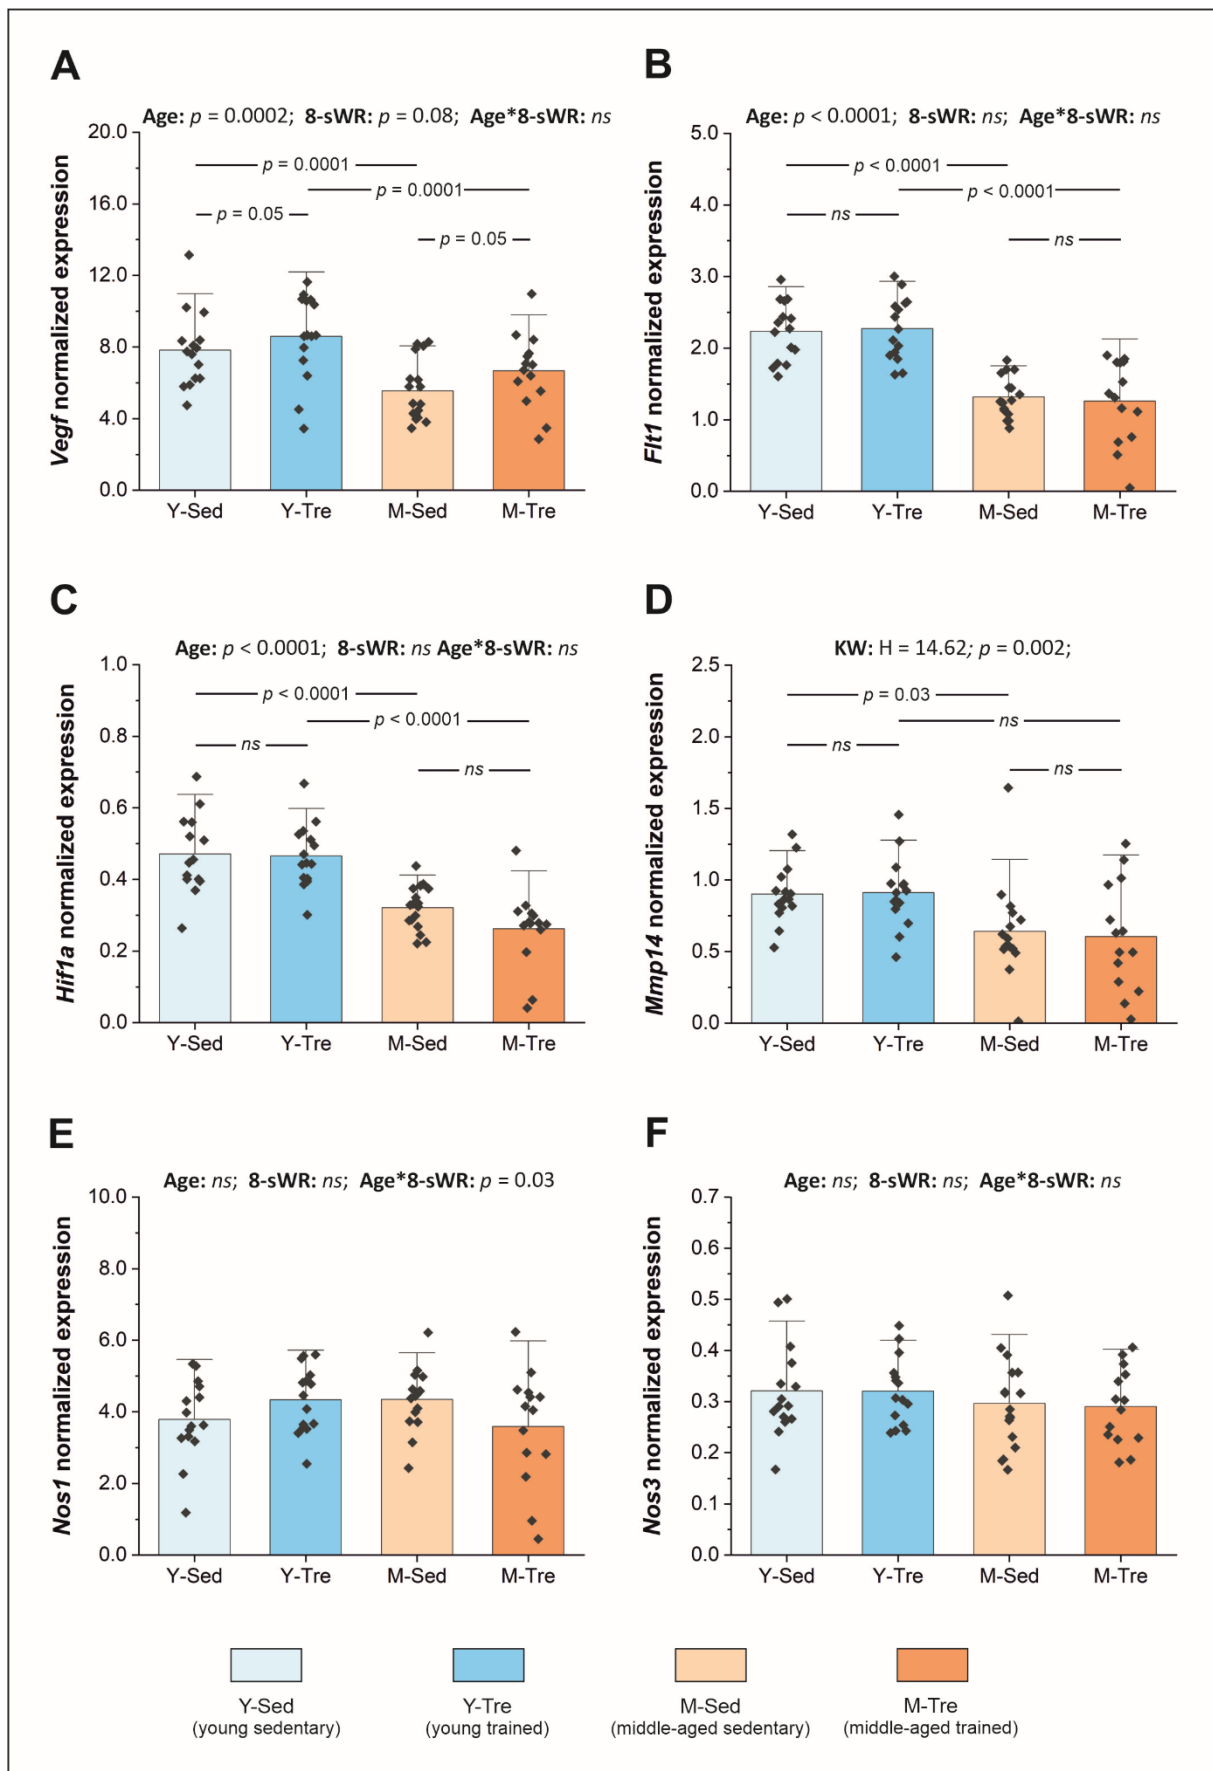 A
Age: p = 0.0002; 8-sWR: p = 0.08; Age*8-sWR: ns
Vegf normalized expression
20.0
16.0
12.0
8.0
4.0
0.0
p = 0.0001
p = 0.0001
p = 0.05
p = 0.05
Y-Sed Y-Tre M-Sed M-Tre
B
Age: p < 0.0001; 8-sWR: ns; Age*8-sWR: ns
Flt1 normalized expression
5.0
4.0
3.0
2.0
1.0
0.0
p < 0.0001
p < 0.0001
ns
ns
Y-Sed Y-Tre M-Sed M-Tre
C
Age: p < 0.0001; 8-sWR: ns Age*8-sWR: ns
Hif1a normalized expression
1.0
0.8
0.6
0.4
0.2
0.0
p < 0.0001
p < 0.0001
ns
ns
Y-Sed Y-Tre M-Sed M-Tre
D
KW: H = 14.62; p = 0.002;
Mmp14 normalized expression
2.5
2.0
1.5
1.0
0.5
0.0
p = 0.03
ns
ns
ns
Y-Sed Y-Tre M-Sed M-Tre
E
Age: ns; 8-sWR: ns; Age*8-sWR: p = 0.03
Nos1 normalized expression
10.0
8.0
6.0
4.0
2.0
0.0
Y-Sed Y-Tre M-Sed M-Tre
F
Age: ns; 8-sWR: ns; Age*8-sWR: ns
Nos3 normalized expression
0.7
0.6
0.5
0.4
0.3
0.2
0.1
0.0
Y-Sed Y-Tre M-Sed M-Tre
Y-Sed Y-Tre M-Sed M-Tre
(young sedentary) (young trained) (middle-aged sedentary) (middle-aged trained)